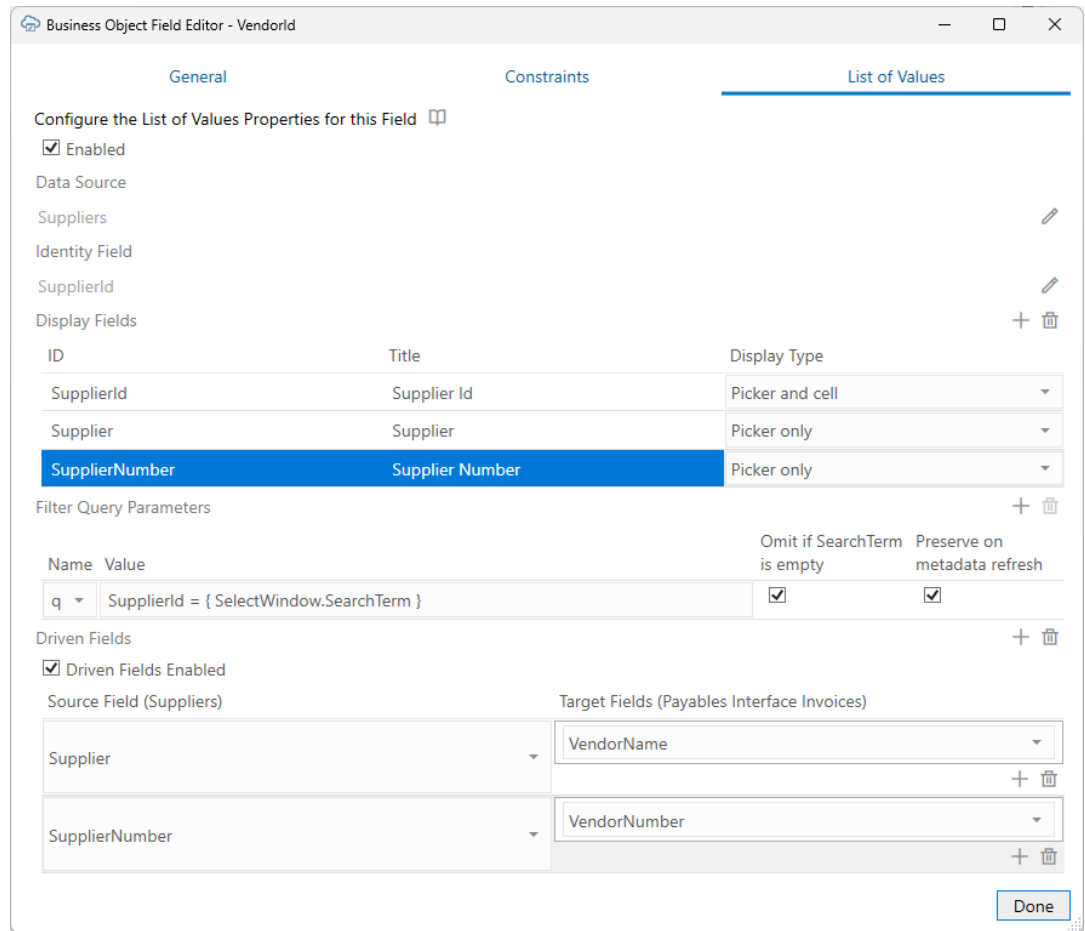 Business Object Field Editor - VendorId
General Constraints List of Values
Configure the List of Values Properties for this Field
Enabled
Data Source
Suppliers
Identity Field
SupplierId
Display Fields
ID Title Display Type
SupplierId Supplier Id Picker and cell
Supplier Supplier Picker only
SupplierNumber Supplier Number Picker only
Filter Query Parameters
Omit if SearchTerm Preserve on
Name Value is empty metadata refresh
q SupplierId = { SelectWindow.SearchTerm }
Driven Fields
Driven Fields Enabled
Source Field (Suppliers) Target Fields (Payables Interface Invoices)
Supplier VendorName
SupplierNumber VendorNumber
Done